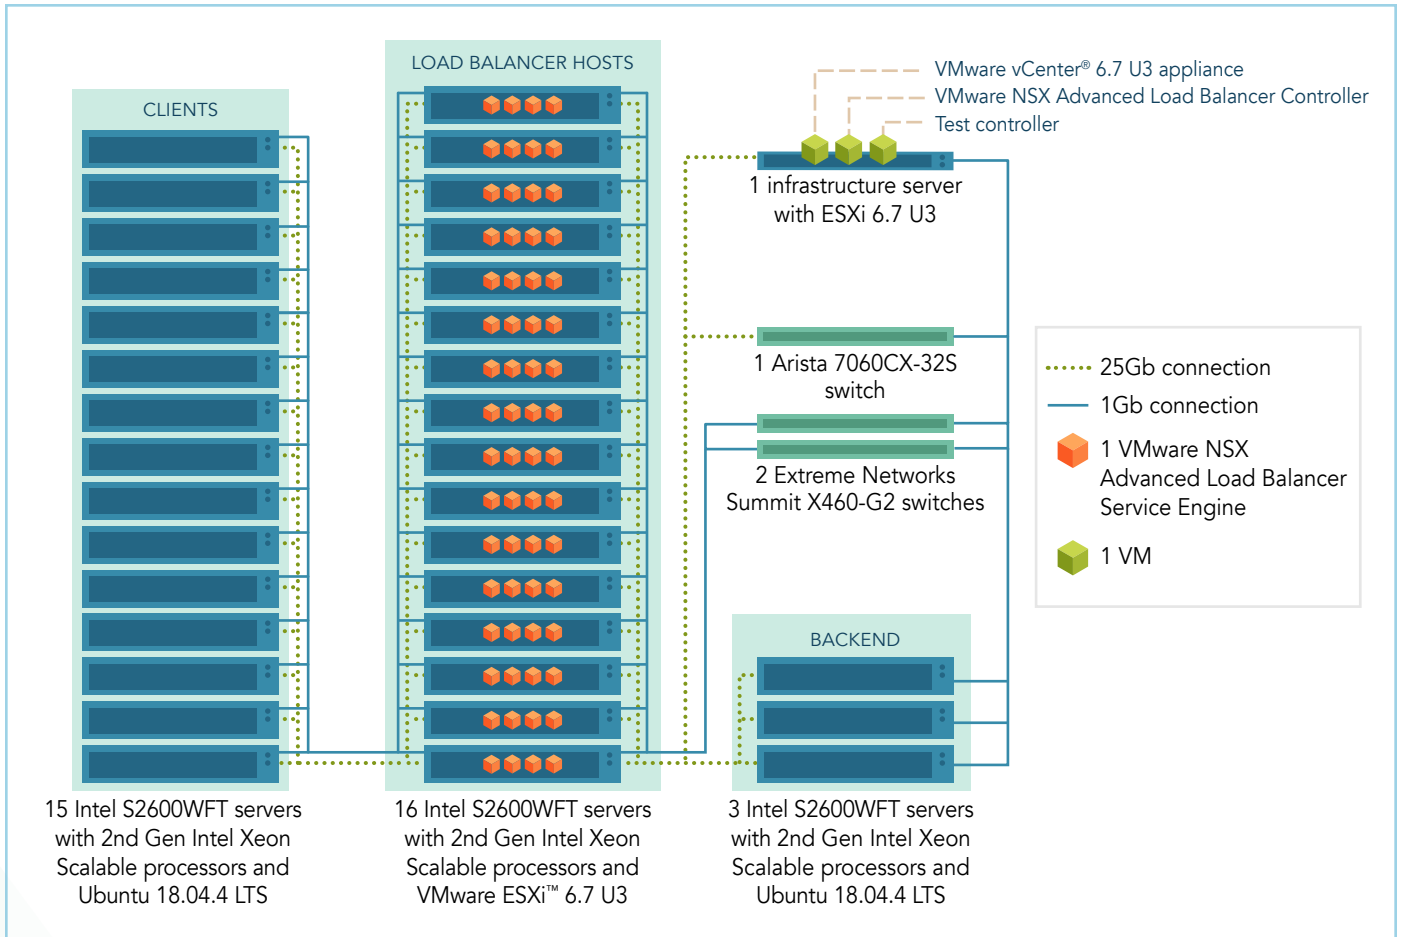 CLIENTS
15 Intel S2600WFT servers
with 2nd Gen Intel Xeon
Scalable processors and
Ubuntu 18.04.4 LTS
LOAD BALANCER HOSTS
16 Intel S2600WFT servers
with 2nd Gen Intel Xeon
Scalable processors and
VMware ESXi™ 6.7 U3
VMware vCenter® 6.7 U3 appliance
VMware NSX Advanced Load Balancer Controller
Test controller
1 infrastructure server
with ESXi 6.7 U3
1 Arista 7060CX-32S
switch
2 Extreme Networks
Summit X460-G2 switches
BACKEND
3 Intel S2600WFT servers
with 2nd Gen Intel Xeon
Scalable processors and
Ubuntu 18.04.4 LTS
25Gb connection
1Gb connection
1 VMware NSX
Advanced Load Balancer
Service Engine
1 VM